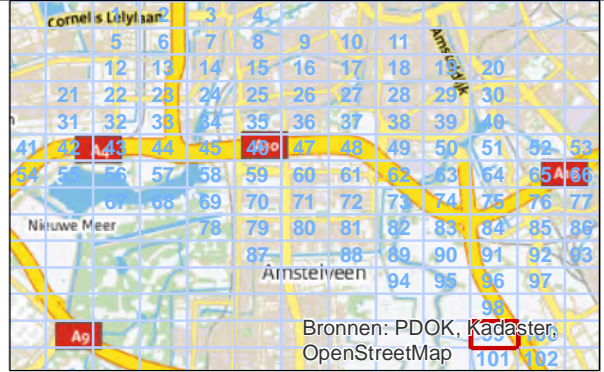 Cornelis Lelylaan
1 2 3 4
5 6 7 8 9 10 11
Amsteldijk
12 13 14 15 16 17 18 19 20
21 22 23 24 25 26 27 28 29 30
31 32 33 34 35 36 37 38 39 40
41 42 43 44 45 46 47 48 49 50 51 52 53
54 55 56 57 58 59 60 61 62 63 64 65 66
67 68 69 70 71 72 73 74 75 76 77
Nieuwe Meer
78 79 80 81 82 83 84 85 86
87 88 89 90 91 92 93
Amstelveen
94 95 96 97
98
Bronnen: PDOK, Kadaster,
A9
99 100
OpenStreetMap
101 102